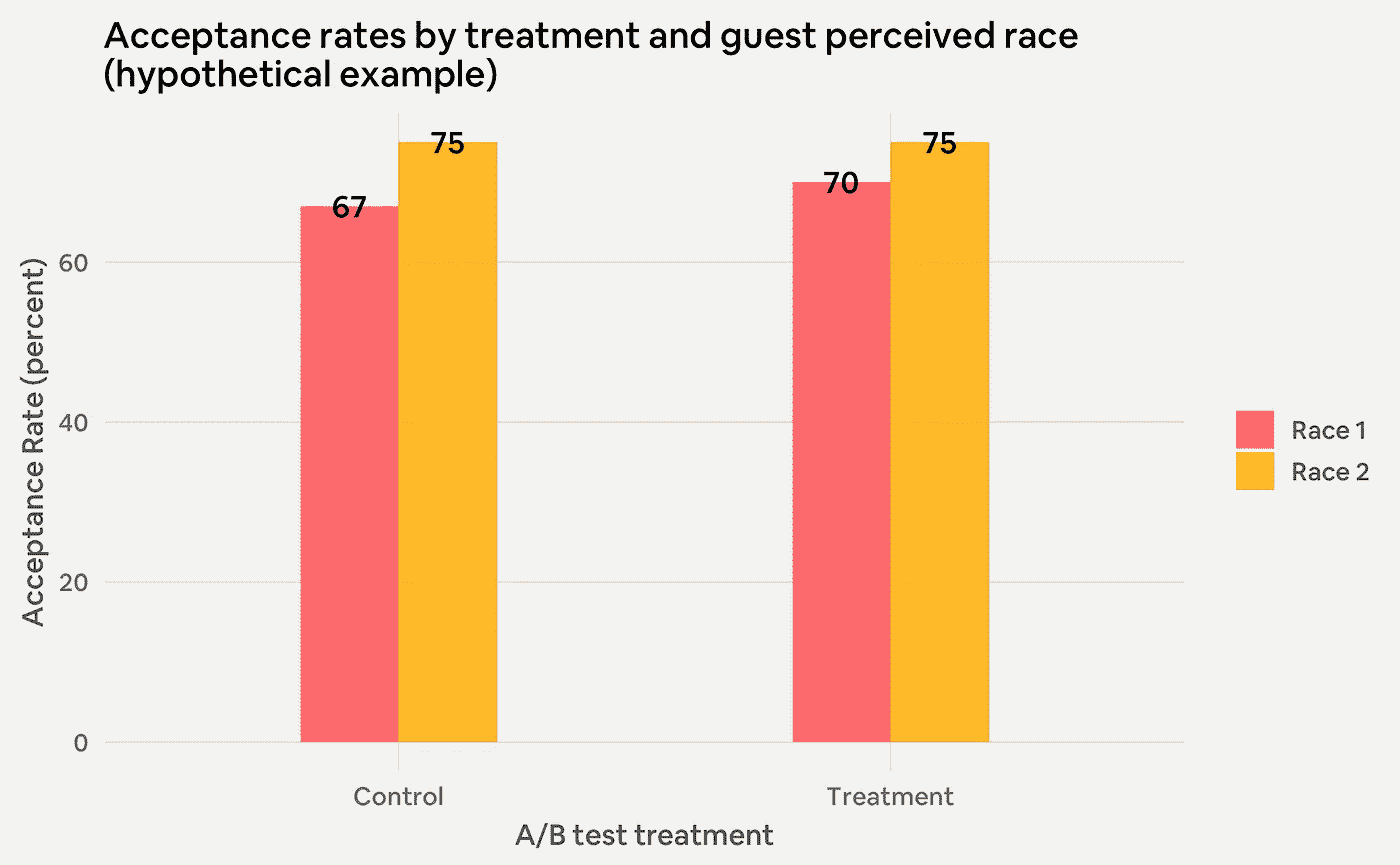 Acceptance rates by treatment and guest perceived race
(hypothetical example)
75
75
67
70
60
40
20
0
Acceptance Rate (percent)
Race 1
Race 2
Control
Treatment
A/B test treatment